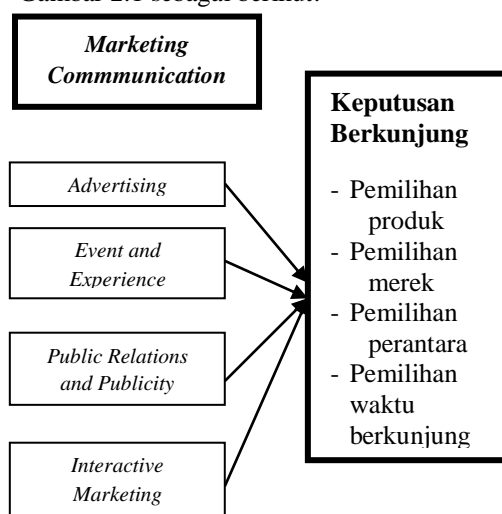 Gambar 2.1 sebagai berikut:
Marketing
Commmunication
Advertising
Event and
Experience
Public Relations
and Publicity
Interactive
Marketing
Keputusan
Berkunjung
- Pemilihan
produk
- Pemilihan
merek
- Pemilihan
perantara
- Pemilihan
waktu
berkunjung